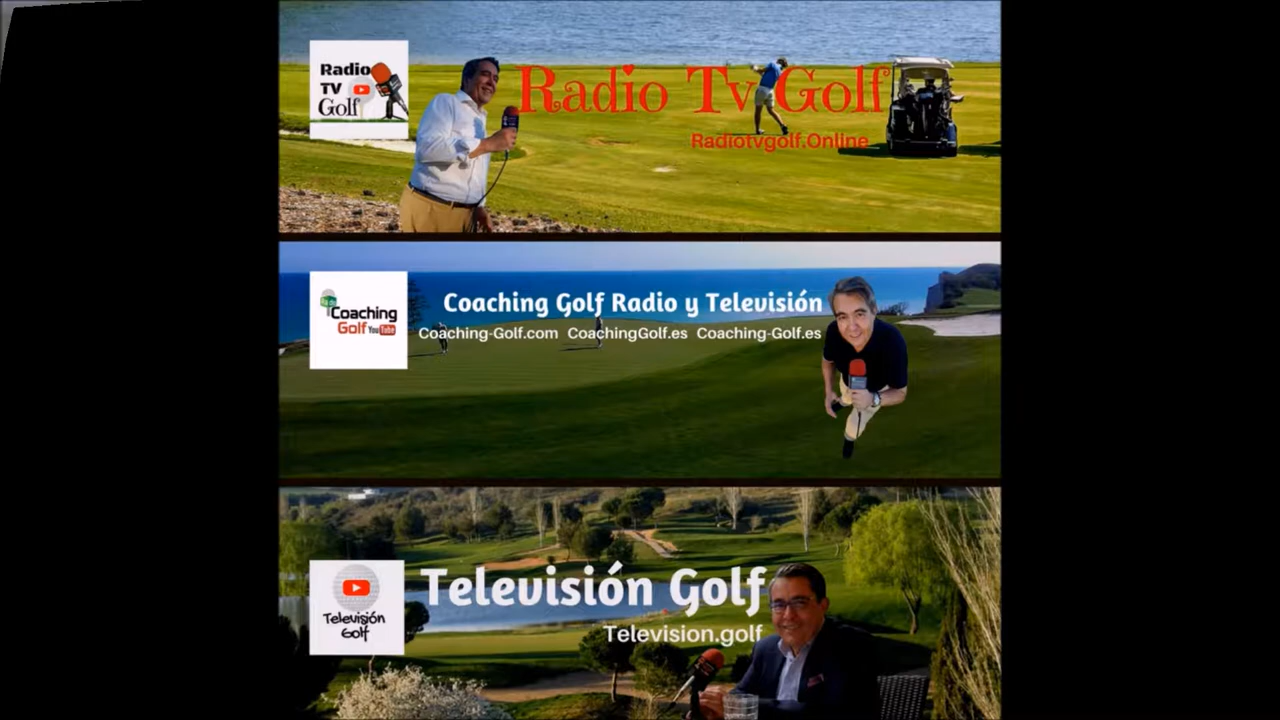 Radio
TV
Golf
Radio Tv Golf
Radiotvgolf.Online
Coaching
Golf YouTube
Coaching Golf Radio y Televisión
Coaching-Golf.com CoachingGolf.es Coaching-Golf.es
Televisión
Golf
Televisión Golf
Television.golf